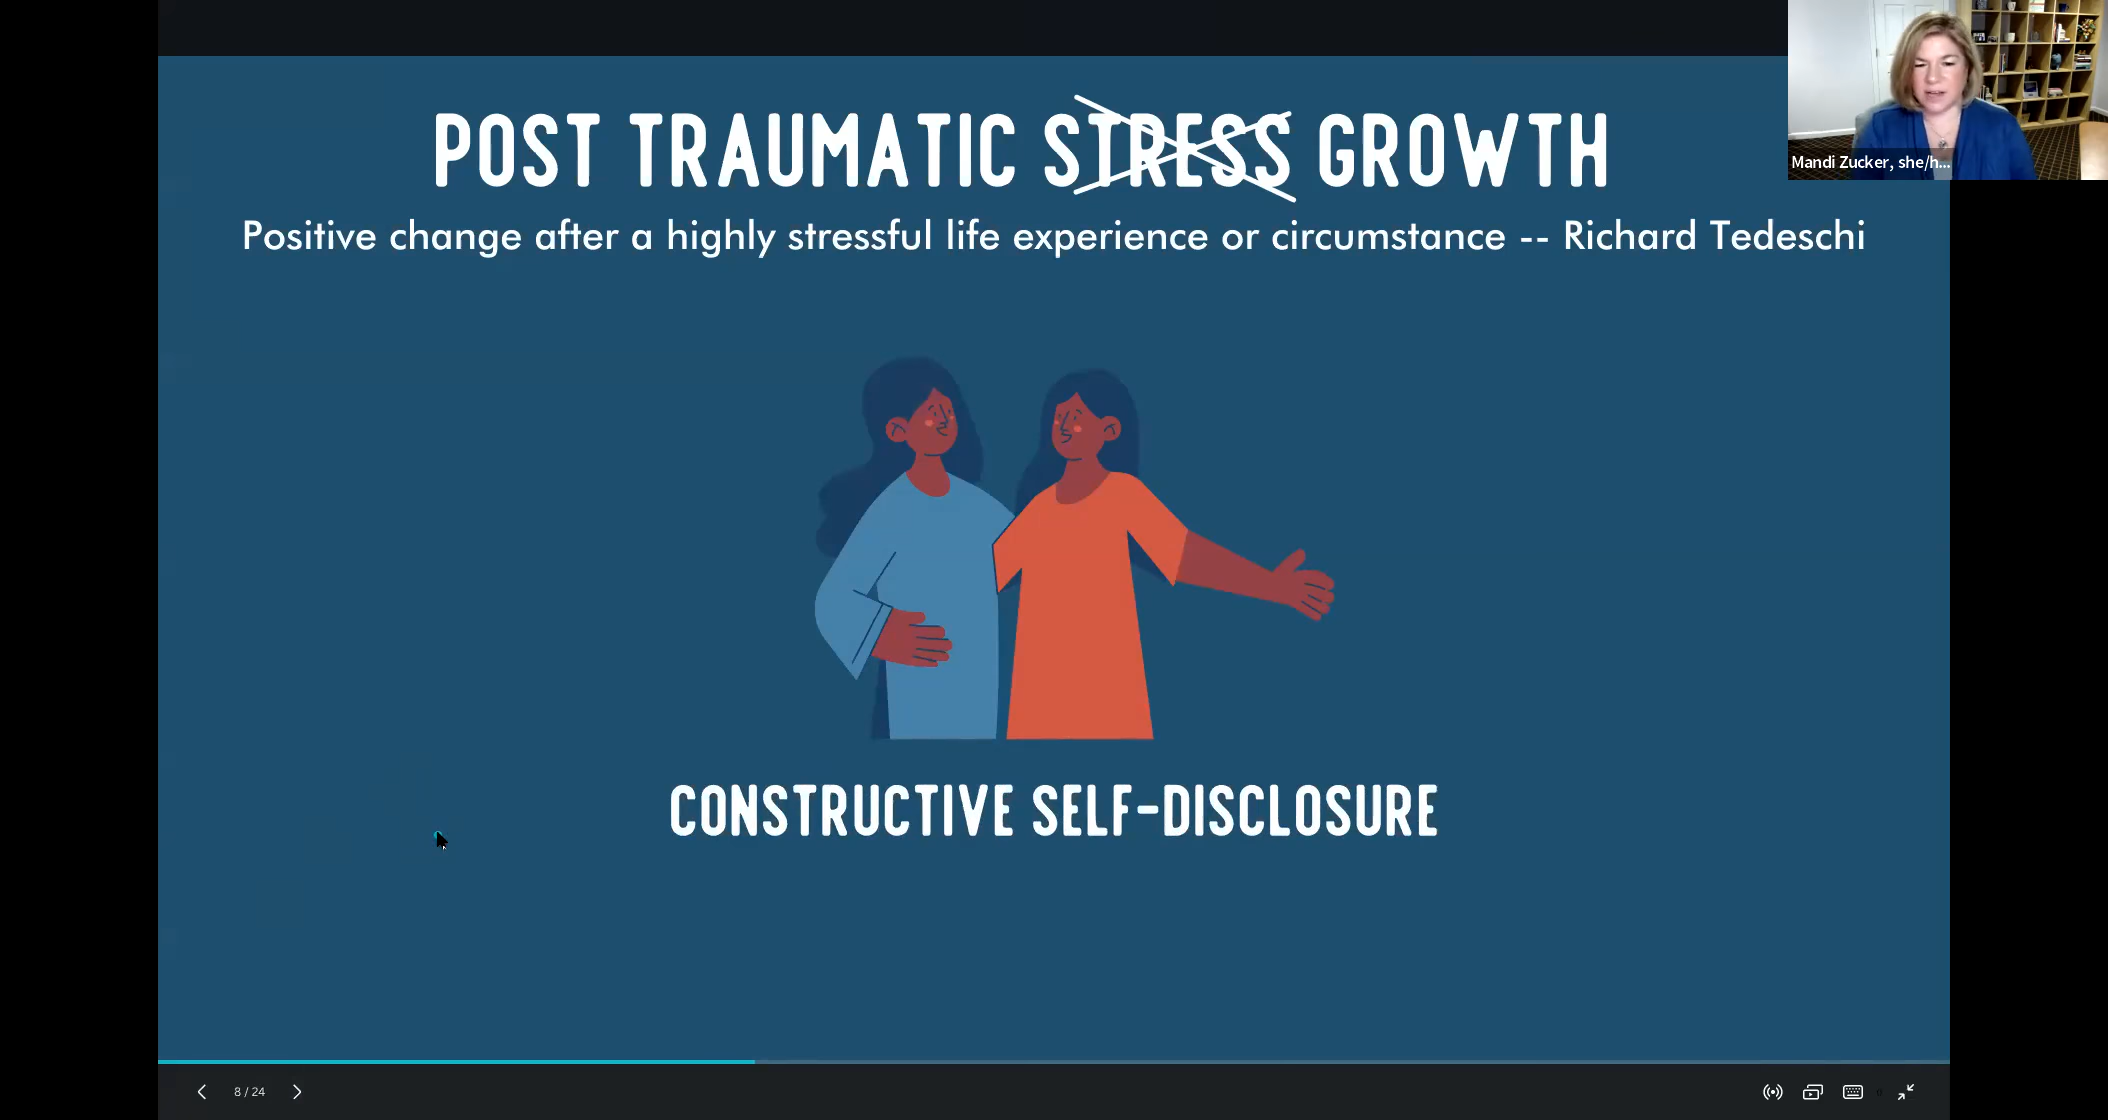 POST TRAUMATIC STRESS GROWTH
Positive change after a highly stressful life experience or circumstance -- Richard Tedeschi
Mandi Zucker, she/h...
CONSTRUCTIVE SELF-DISCLOSURE
8 / 24